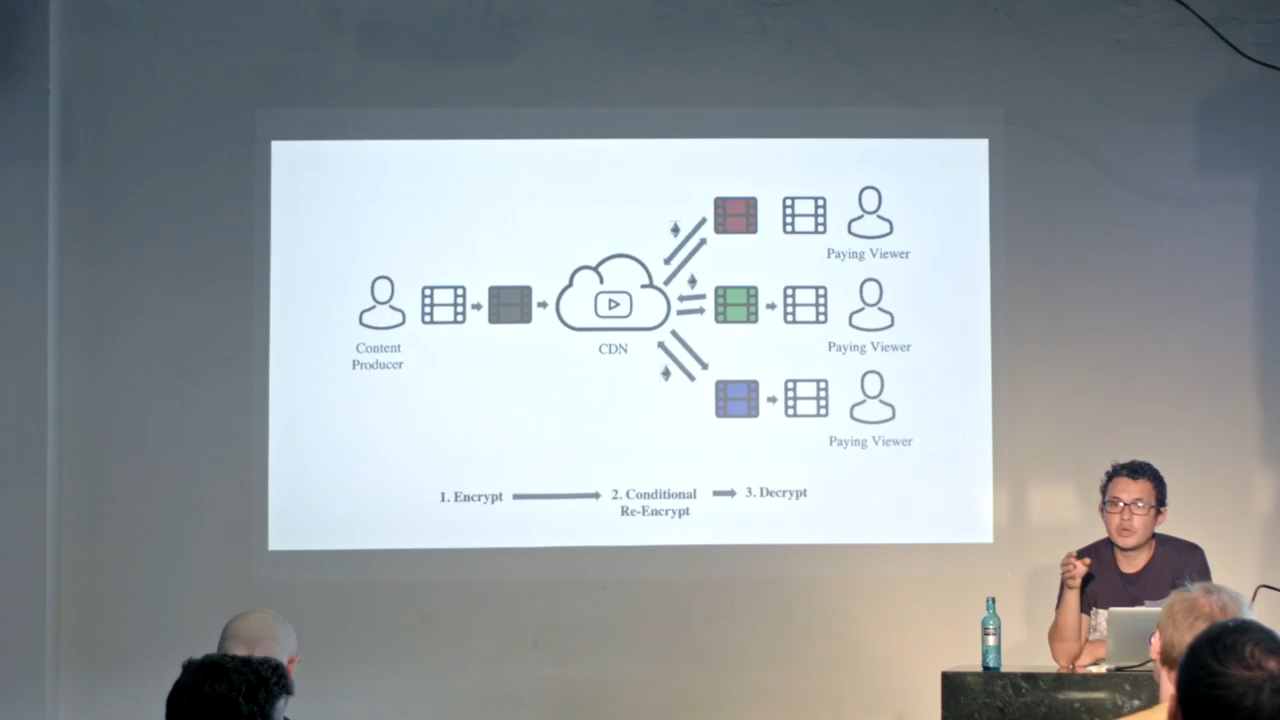 Paying Viewer
Content
Producer
CDN
Paying Viewer
Paying Viewer
1. Encrypt
2. Conditional
Re-Encrypt
3. Decrypt